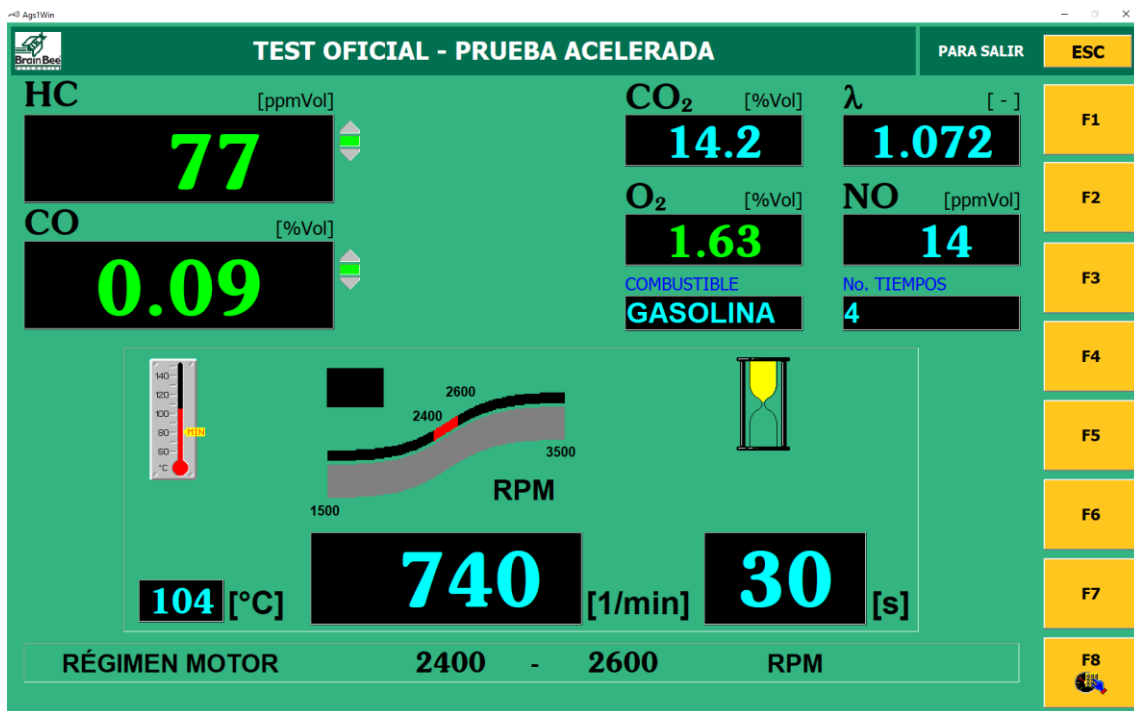 Ags1Win
BrainBee
TEST OFICIAL - PRUEBA ACELERADA
PARA SALIR
ESC
HC [ppmVol]
77
CO [%Vol]
0.09
CO₂ [%Vol]
14.2
λ [ - ]
1.072
O₂ [%Vol]
1.63
NO [ppmVol]
14
COMBUSTIBLE
GASOLINA
No. TIEMPOS
4
F1
F2
F3
F4
F5
F6
F7
F8
140
120
100
80 MIN
60
°C
2600
2400
3500
1500
RPM
104 [°C]
740 [1/min]
30 [s]
RÉGIMEN MOTOR 2400 - 2600 RPM